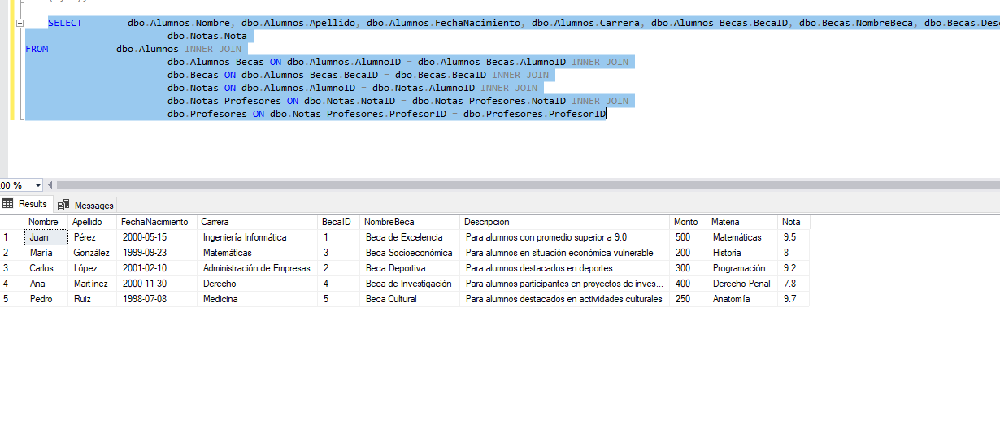 SELECT dbo.Alumnos.Nombre, dbo.Alumnos.Apellido, dbo.Alumnos.FechaNacimiento, dbo.Alumnos.Carrera, dbo.Alumnos_Becas.BecaID, dbo.Becas.NombreBeca, dbo.Becas.Des
dbo.Notas.Nota
FROM dbo.Alumnos INNER JOIN
dbo.Alumnos_Becas ON dbo.Alumnos.AlumnoID = dbo.Alumnos_Becas.AlumnoID INNER JOIN
dbo.Becas ON dbo.Alumnos_Becas.BecaID = dbo.Becas.BecaID INNER JOIN
dbo.Notas ON dbo.Alumnos.AlumnoID = dbo.Notas.AlumnoID INNER JOIN
dbo.Notas_Profesores ON dbo.Notas.NotaID = dbo.Notas_Profesores.NotaID INNER JOIN
dbo.Profesores ON dbo.Notas_Profesores.ProfesorID = dbo.Profesores.ProfesorID
00 %
Results Messages
Nombre Apellido FechaNacimiento Carrera BecaID NombreBeca Descripcion Monto Materia Nota
1 Juan Pérez 2000-05-15 Ingeniería Informática 1 Beca de Excelencia Para alumnos con promedio superior a 9.0 500 Matemáticas 9.5
2 María González 1999-09-23 Matemáticas 3 Beca Socioeconómica Para alumnos en situación económica vulnerable 200 Historia 8
3 Carlos López 2001-02-10 Administración de Empresas 2 Beca Deportiva Para alumnos destacados en deportes 300 Programación 9.2
4 Ana Martínez 2000-11-30 Derecho 4 Beca de Investigación Para alumnos participantes en proyectos de inves... 400 Derecho Penal 7.8
5 Pedro Ruiz 1998-07-08 Medicina 5 Beca Cultural Para alumnos destacados en actividades culturales 250 Anatomía 9.7